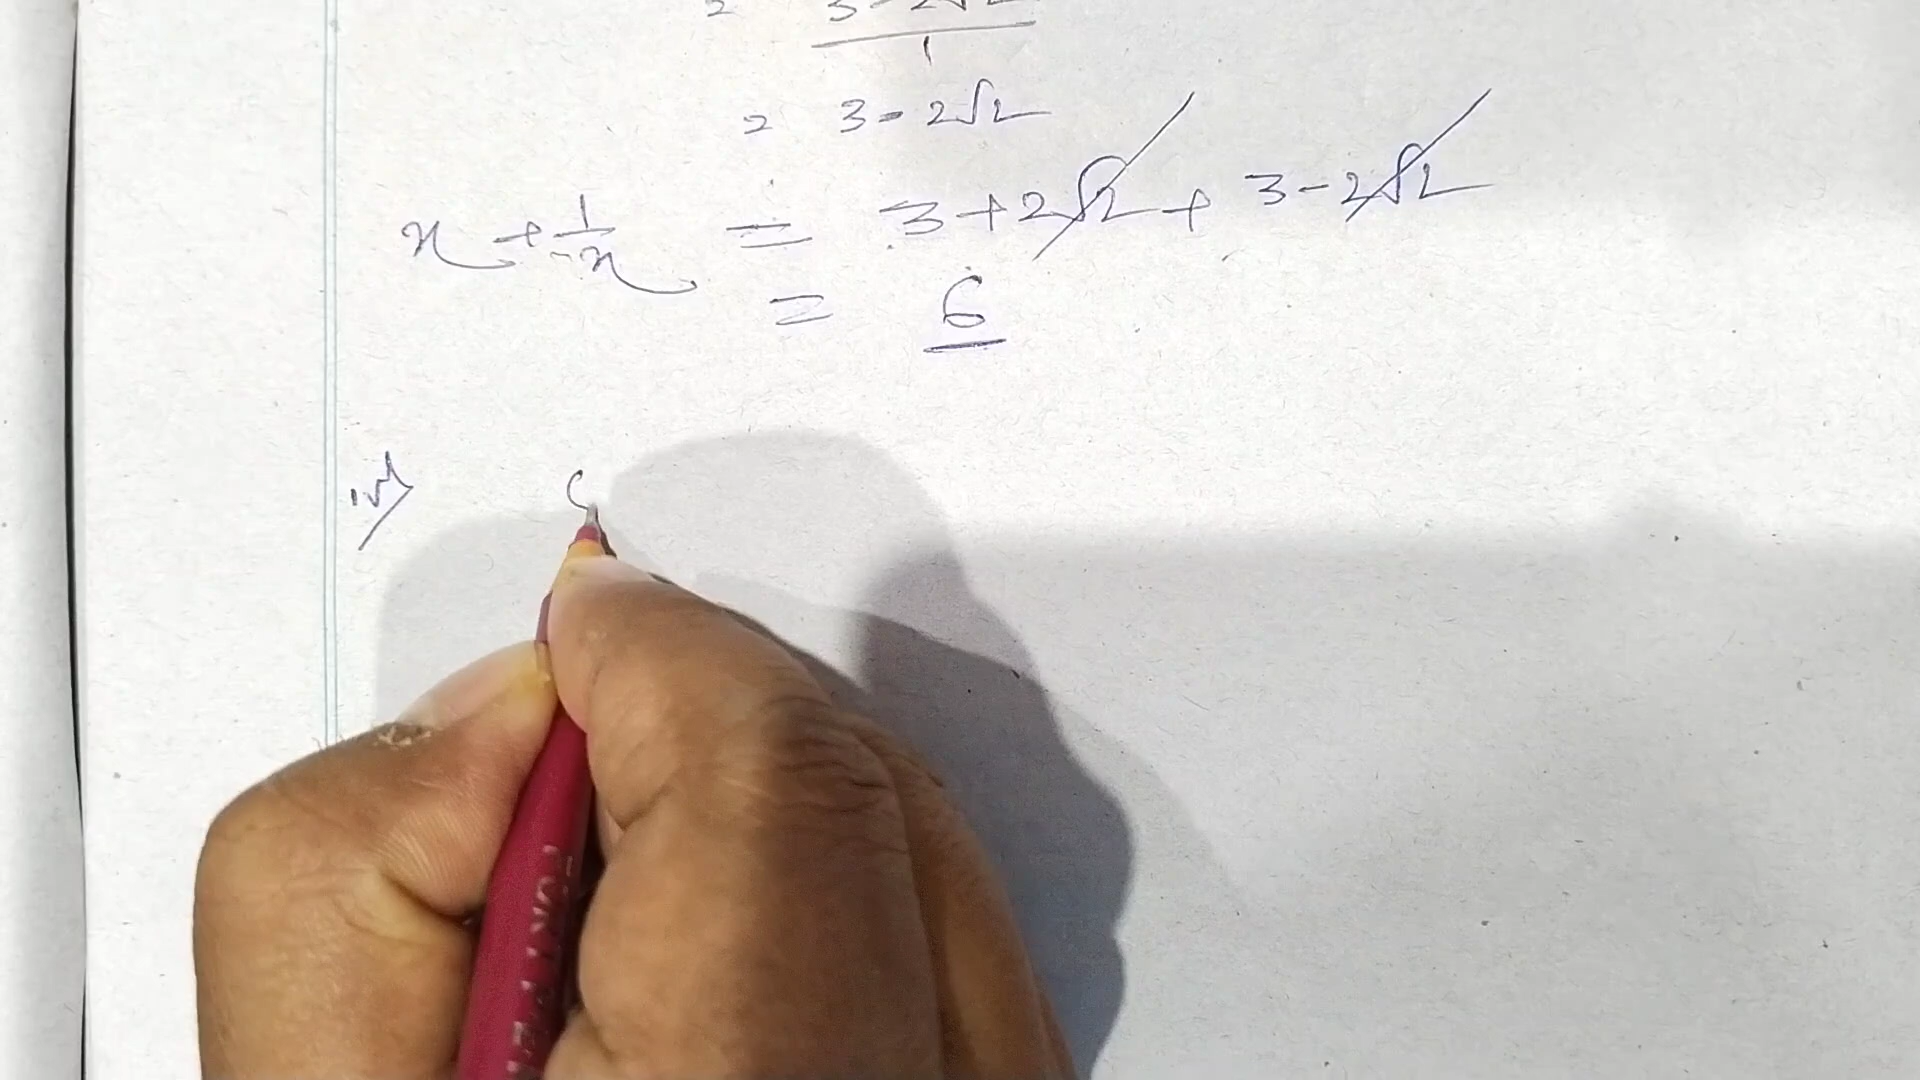 = 3 - 2√2
1
= 3 - 2√2
x + 1/x = 3 + 2√2 + 3 - 2√2
= 6
iv)